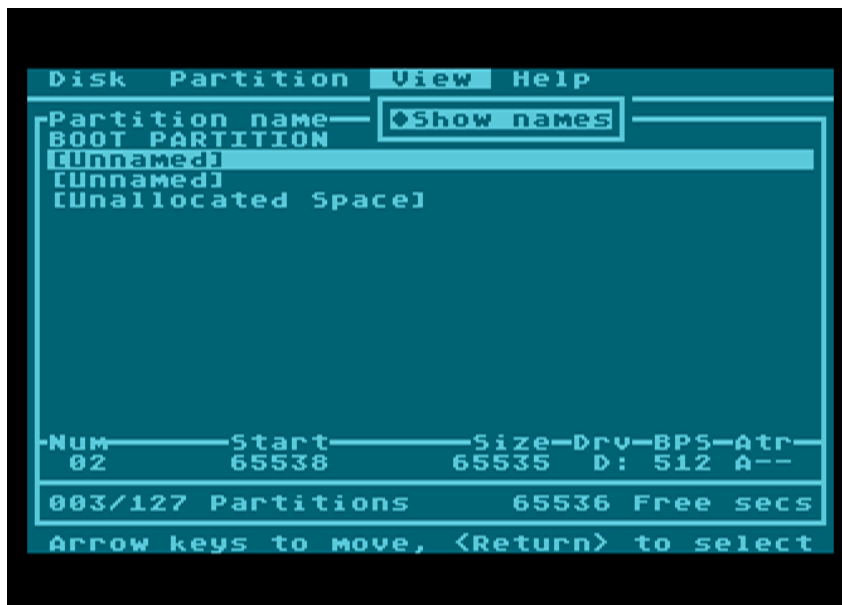 Disk Partition View Help
Partition name ◆Show names
BOOT PARTITION
[Unnamed]
[Unnamed]
[Unallocated Space]
Num Start Size Drv BPS Atr
02 65538 65535 D: 512 A--
003/127 Partitions 65536 Free secs
Arrow keys to move, <Return> to select